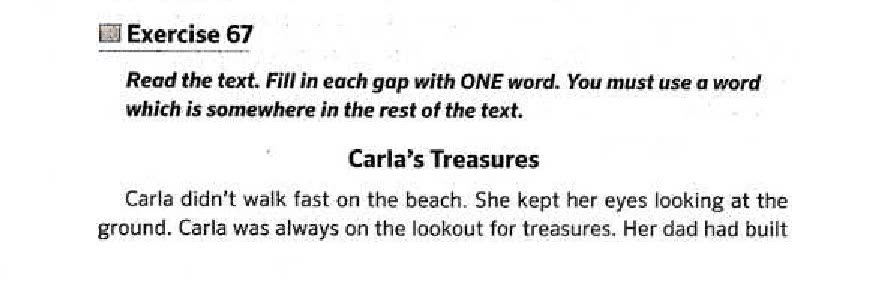 Exercise 67
Read the text. Fill in each gap with ONE word. You must use a word
which is somewhere in the rest of the text.
Carla's Treasures
Carla didn't walk fast on the beach. She kept her eyes looking at the
ground. Carla was always on the lookout for treasures. Her dad had built